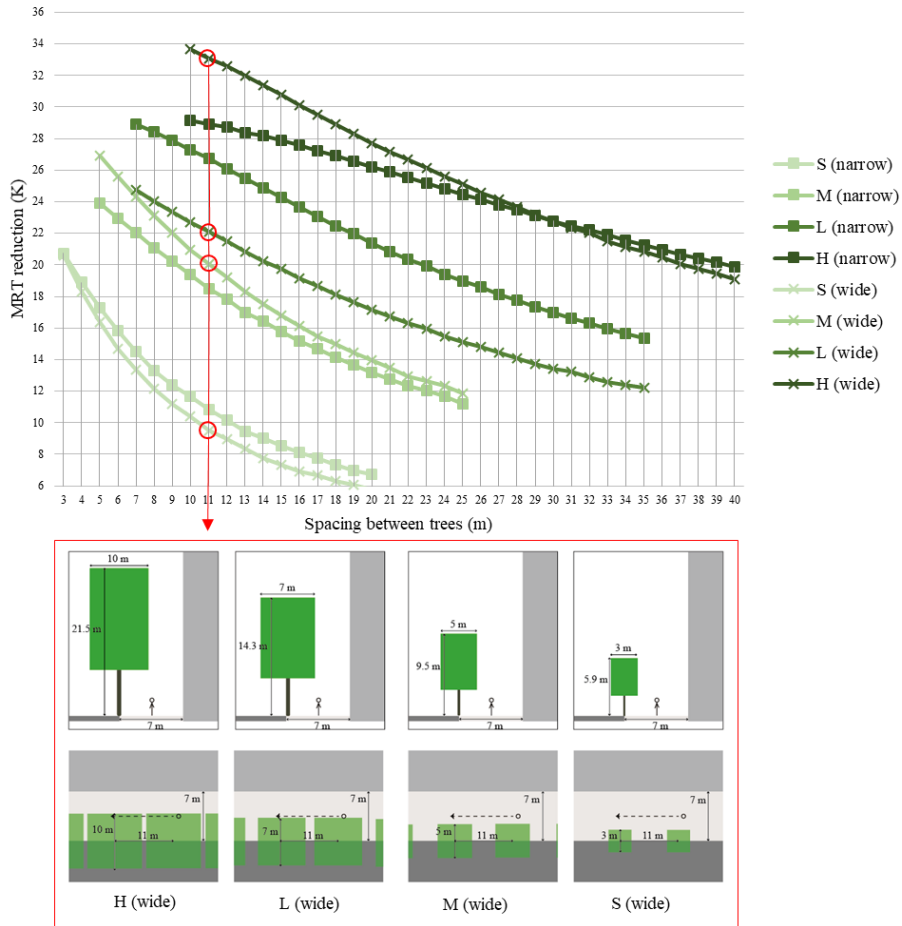 36
34
32
30
28
26
24
22
20
18
16
14
12
10
8
6
MRT reduction (K)
3 4 5 6 7 8 9 10 11 12 13 14 15 16 17 18 19 20 21 22 23 24 25 26 27 28 29 30 31 32 33 34 35 36 37 38 39 40
Spacing between trees (m)
S (narrow)
M (narrow)
L (narrow)
H (narrow)
S (wide)
M (wide)
L (wide)
H (wide)
10 m
21.5 m
7 m
7 m
14.3 m
7 m
5 m
9.5 m
7 m
3 m
5.9 m
7 m
7 m
10 m
11 m
7 m
7 m
11 m
7 m
5 m
11 m
7 m
3 m
11 m
H (wide)
L (wide)
M (wide)
S (wide)